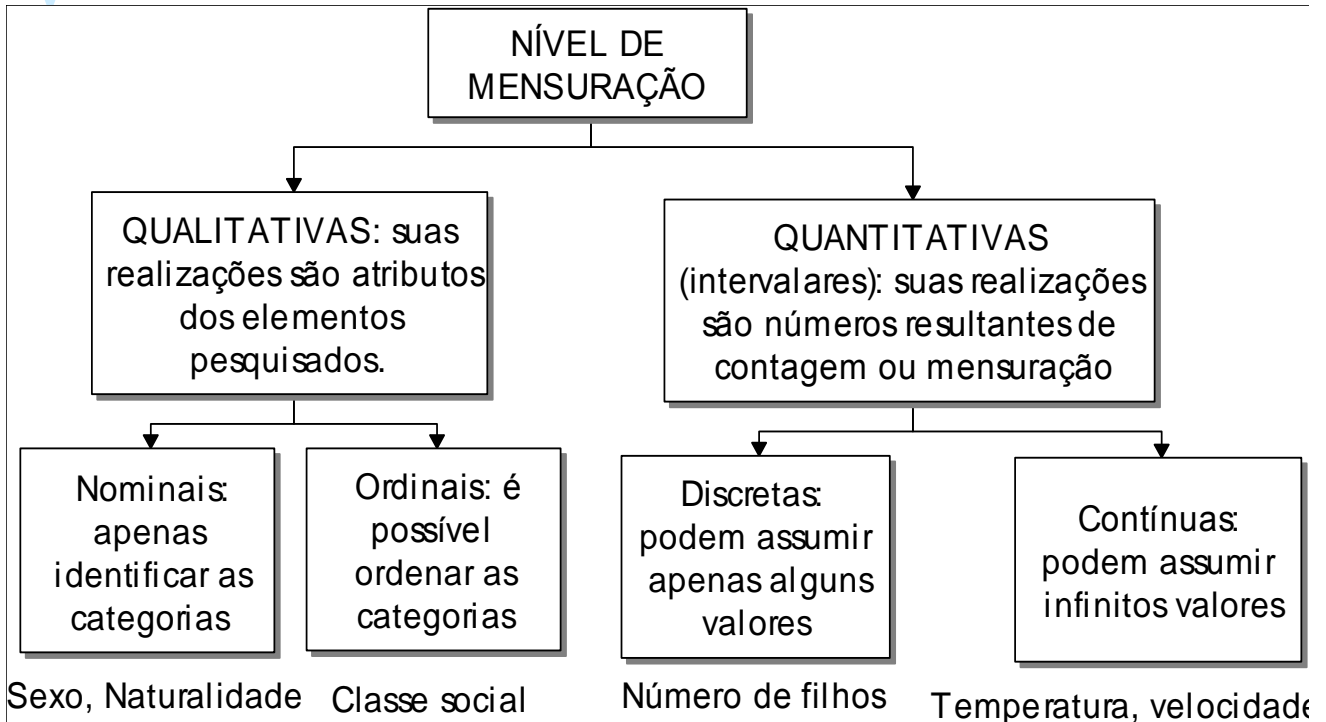 NÍVEL DE
MENSURAÇÃO
QUALITATIVAS: suas
realizações são atributos
dos elementos
pesquisados.
QUANTITATIVAS
(intervalares): suas realizações
são números resultantes de
contagem ou mensuração
Nominais:
apenas
identificar as
categorias
Ordinais: é
possível
ordenar as
categorias
Discretas:
podem assumir
apenas alguns
valores
Contínuas:
podem assumir
infinitos valores
Sexo, Naturalidade
Classe social
Número de filhos
Temperatura, velocidade